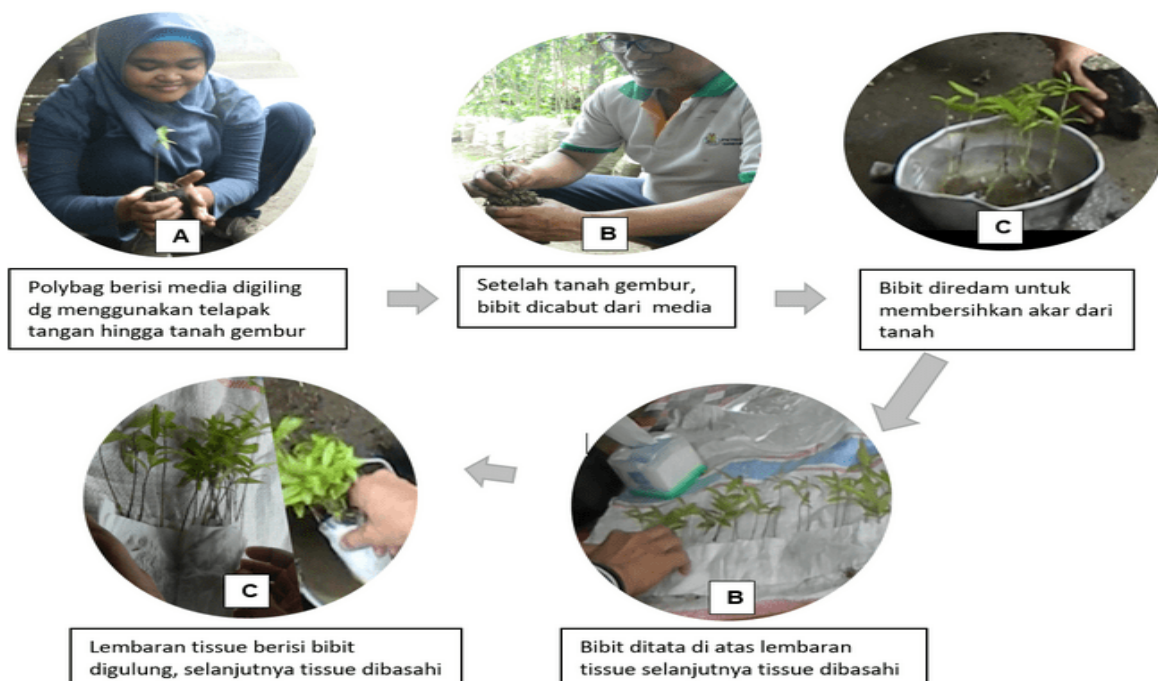 A
Polybag berisi media digiling
dg menggunakan telapak
tangan hingga tanah gembur
B
Setelah tanah gembur,
bibit dicabut dari  media
C
Bibit diredam untuk
membersihkan akar dari
tanah
C
Lembaran tissue berisi bibit
digulung, selanjutnya tissue dibasahi
B
Bibit ditata di atas lembaran
tissue selanjutnya tissue dibasahi